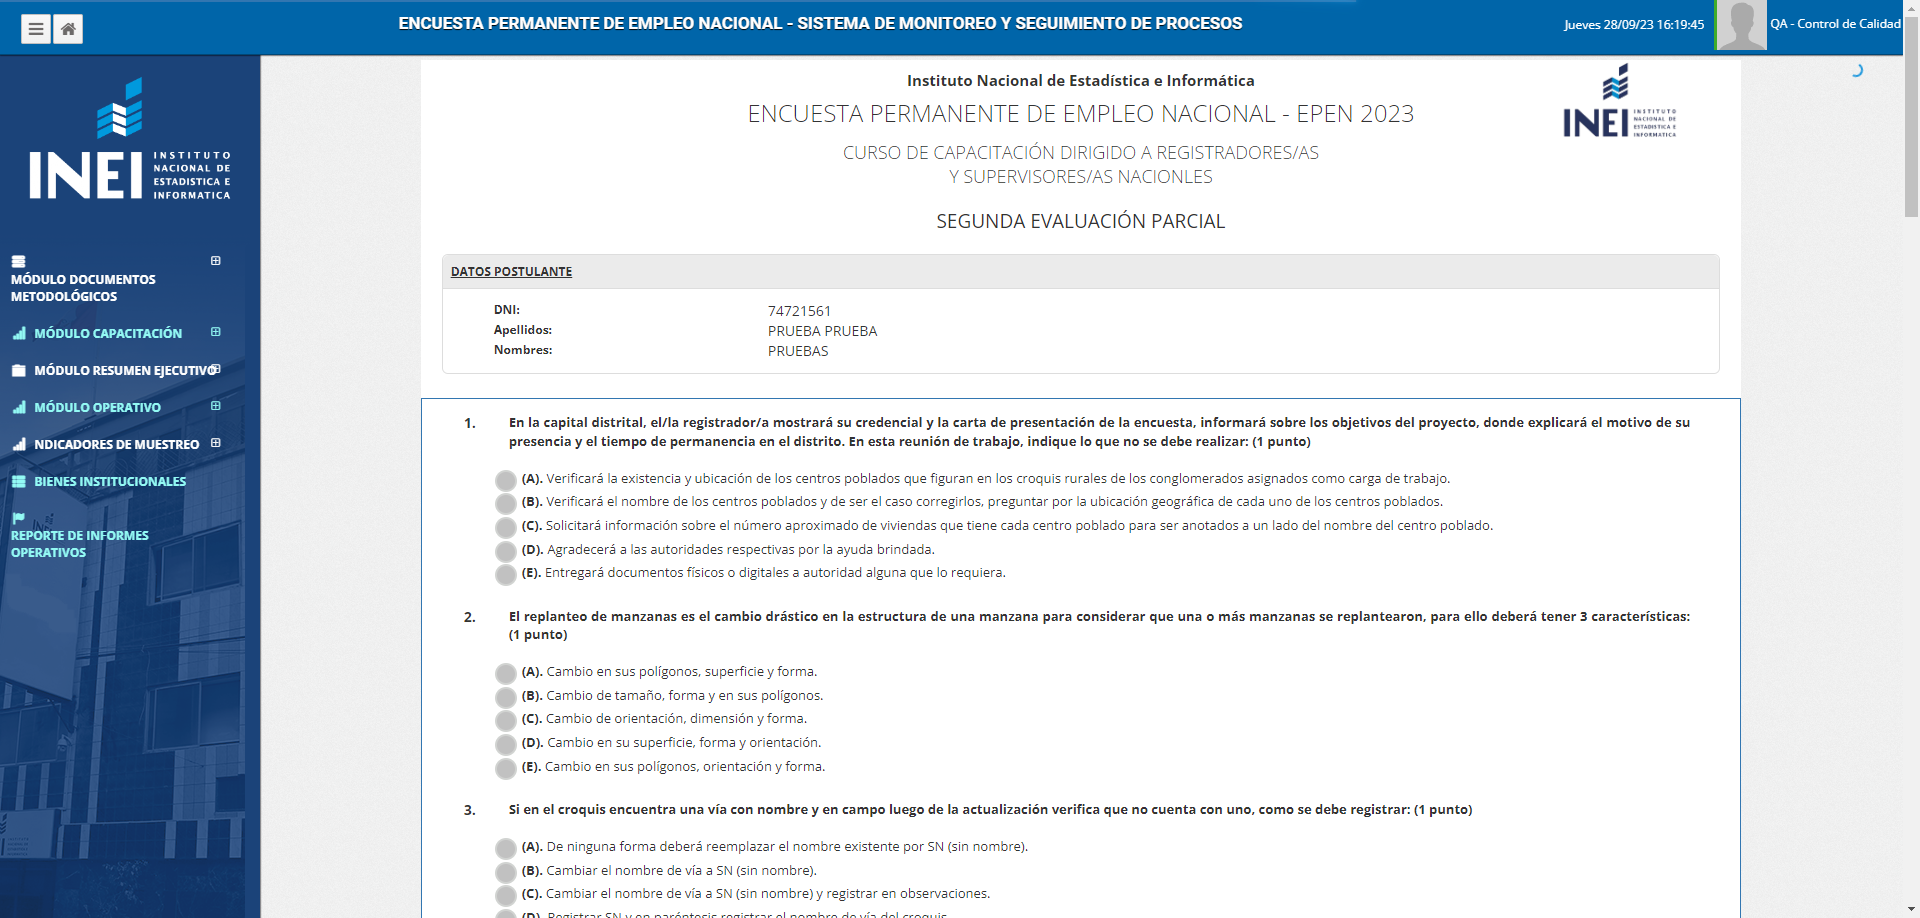 ENCUESTA PERMANENTE DE EMPLEO NACIONAL - SISTEMA DE MONITOREO Y SEGUIMIENTO DE PROCESOS
Jueves 28/09/23 16:19:45
QA - Control de Calidad
INEI
INSTITUTO
NACIONAL DE
ESTADISTICA E
INFORMATICA
MÓDULO DOCUMENTOS
METODOLÓGICOS
MÓDULO CAPACITACIÓN
MÓDULO RESUMEN EJECUTIVO
MÓDULO OPERATIVO
NDICADORES DE MUESTREO
BIENES INSTITUCIONALES
REPORTE DE INFORMES
OPERATIVOS
Instituto Nacional de Estadística e Informática
ENCUESTA PERMANENTE DE EMPLEO NACIONAL - EPEN 2023
CURSO DE CAPACITACIÓN DIRIGIDO A REGISTRADORES/AS
Y SUPERVISORES/AS NACIONLES
SEGUNDA EVALUACIÓN PARCIAL
INEI
INSTITUTO
NACIONAL DE
ESTADISTICA E
INFORMATICA
DATOS POSTULANTE
DNI: 74721561
Apellidos: PRUEBA PRUEBA
Nombres: PRUEBAS
1. En la capital distrital, el/la registrador/a mostrará su credencial y la carta de presentación de la encuesta, informará sobre los objetivos del proyecto, donde explicará el motivo de su
presencia y el tiempo de permanencia en el distrito. En esta reunión de trabajo, indique lo que no se debe realizar: (1 punto)
(A). Verificará la existencia y ubicación de los centros poblados que figuran en los croquis rurales de los conglomerados asignados como carga de trabajo.
(B). Verificará el nombre de los centros poblados y de ser el caso corregirlos, preguntar por la ubicación geográfica de cada uno de los centros poblados.
(C). Solicitará información sobre el número aproximado de viviendas que tiene cada centro poblado para ser anotados a un lado del nombre del centro poblado.
(D). Agradecerá a las autoridades respectivas por la ayuda brindada.
(E). Entregará documentos físicos o digitales a autoridad alguna que lo requiera.
2. El replanteo de manzanas es el cambio drástico en la estructura de una manzana para considerar que una o más manzanas se replantearon, para ello deberá tener 3 características:
(1 punto)
(A). Cambio en sus polígonos, superficie y forma.
(B). Cambio de tamaño, forma y en sus polígonos.
(C). Cambio de orientación, dimensión y forma.
(D). Cambio en su superficie, forma y orientación.
(E). Cambio en sus polígonos, orientación y forma.
3. Si en el croquis encuentra una vía con nombre y en campo luego de la actualización verifica que no cuenta con uno, como se debe registrar: (1 punto)
(A). De ninguna forma deberá reemplazar el nombre existente por SN (sin nombre).
(B). Cambiar el nombre de vía a SN (sin nombre).
(C). Cambiar el nombre de vía a SN (sin nombre) y registrar en observaciones.
(D). Registrar SN y en paréntesis registrar el nombre de vía del croquis.